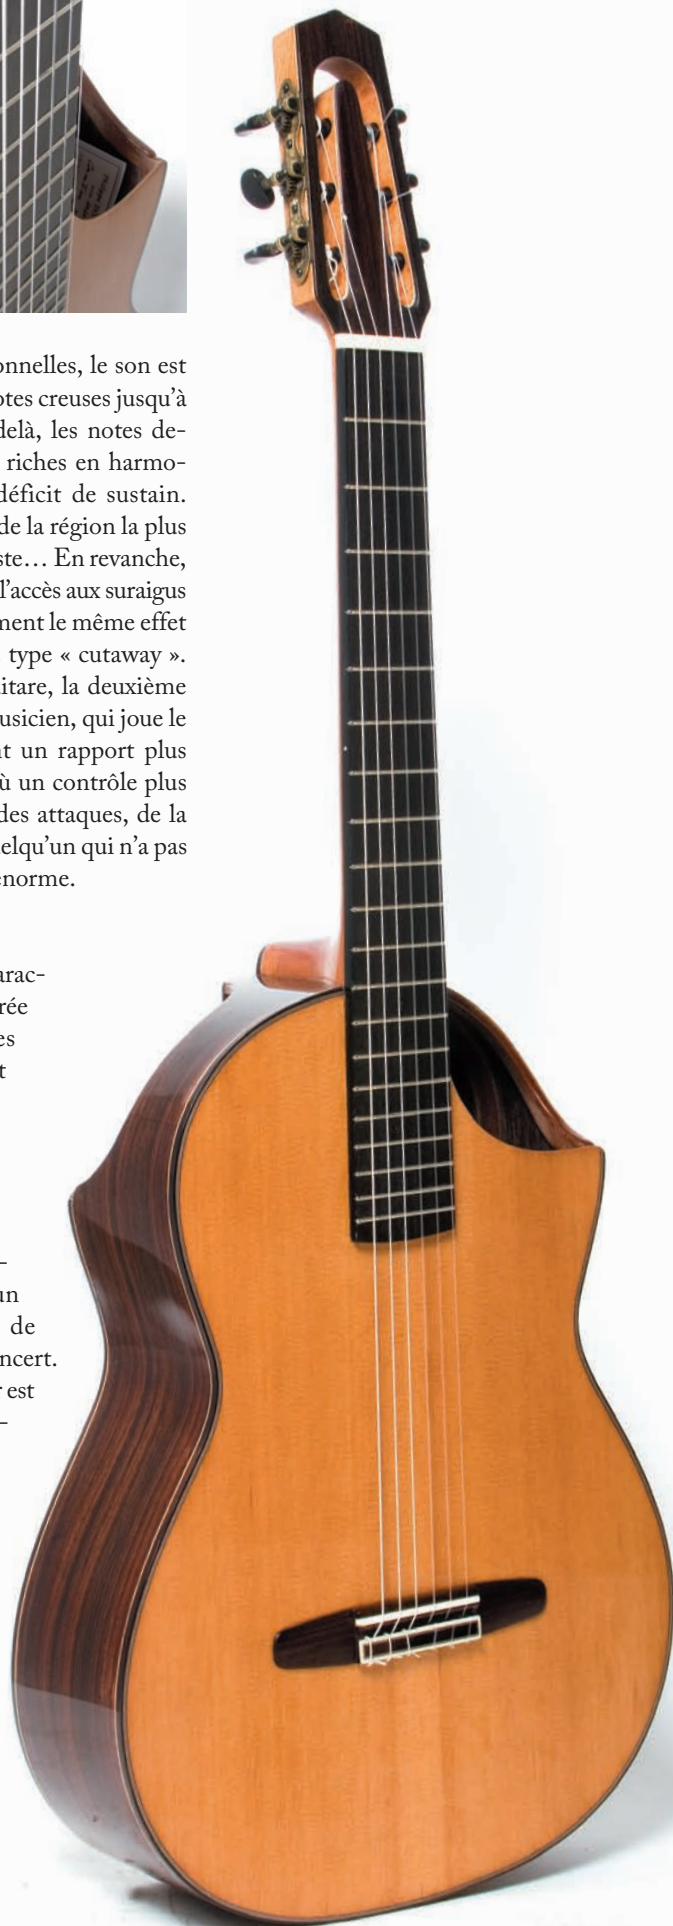 onnelles, le son est
otes creuses jusqu'à
delà, les notes de-
riches en harmo-
déficit de sustain.
de la région la plus
ste… En revanche,
l'accès aux suraigus
ment le même effet
type « cutaway ».
itare, la deuxième
usicien, qui joue le
t un rapport plus
ù un contrôle plus
des attaques, de la
elqu'un qui n'a pas
énorme.
arac-
rée
es
t
–
un
de
ncert.
r est
–